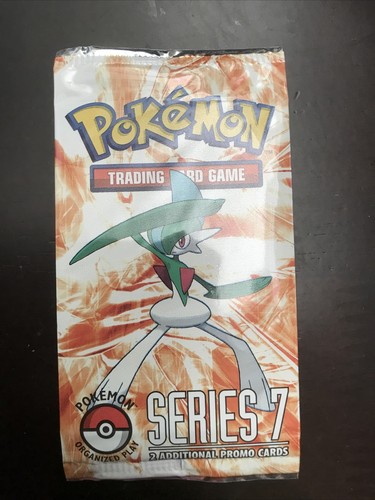 POKéMON
TRADING CARD GAME
POKÉMON
ORGANIZED PLAY
SERIES 7
2 ADDITIONAL PROMO CARDS